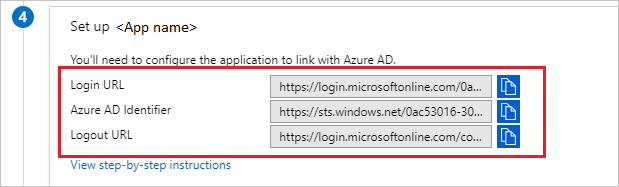 4
Set up <App name>
You'll need to configure the application to link with Azure AD.
Login URL https://login.microsoftonline.com/0a...
Azure AD Identifier https://sts.windows.net/0ac53016-30...
Logout URL https://login.microsoftonline.com/co...
View step-by-step instructions